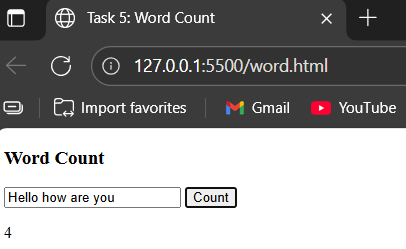 Task 5: Word Count
127.0.0.1:5500/word.html
Import favorites Gmail YouTube
Word Count
Hello how are you Count
4